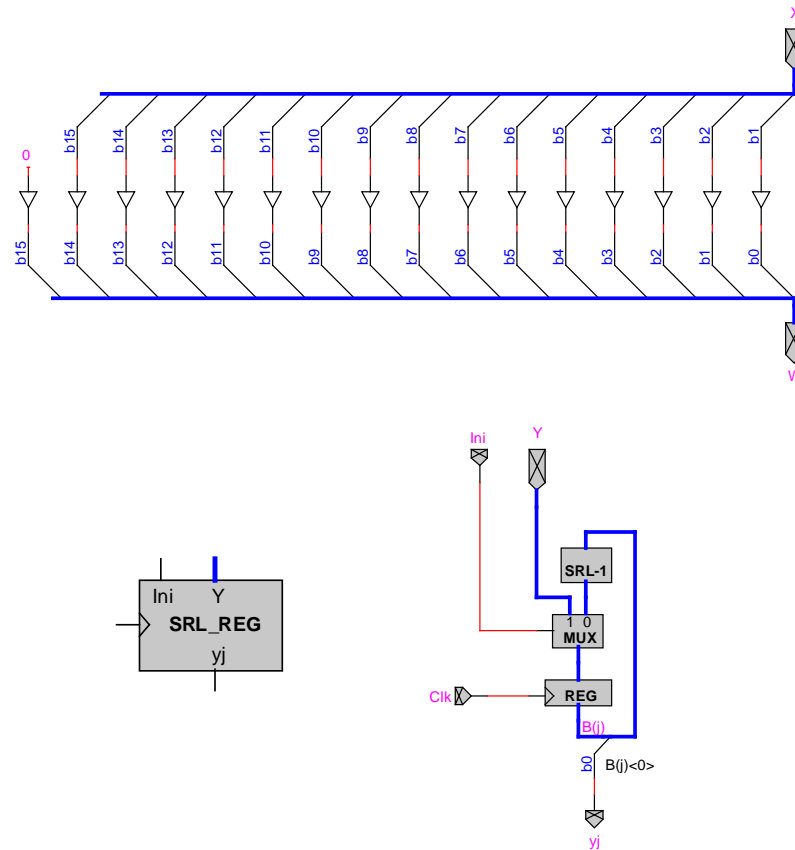 X
b15 b14 b13 b12 b11 b10 b9 b8 b7 b6 b5 b4 b3 b2 b1
0
b15 b14 b13 b12 b11 b10 b9 b8 b7 b6 b5 b4 b3 b2 b1 b0
W
Ini Y
SRL-1
Ini Y
1 0
SRL_REG
MUX
yj
REG
Clk
B(j)
b0 B(j)<0>
yj